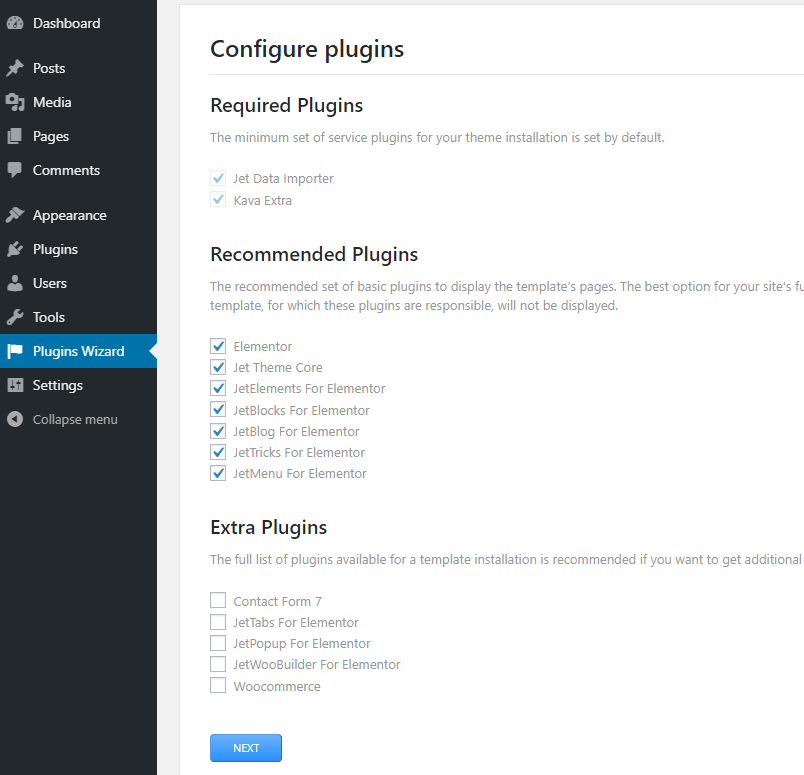 Dashboard
Posts
Media
Pages
Comments
Appearance
Plugins
Users
Tools
Plugins Wizard
Settings
Collapse menu
Configure plugins
Required Plugins
The minimum set of service plugins for your theme installation is set by default.
Jet Data Importer
Kava Extra
Recommended Plugins
The recommended set of basic plugins to display the template's pages. The best option for your site's fu
template, for which these plugins are responsible, will not be displayed.
Elementor
Jet Theme Core
JetElements For Elementor
JetBlocks For Elementor
JetBlog For Elementor
JetTricks For Elementor
JetMenu For Elementor
Extra Plugins
The full list of plugins available for a template installation is recommended if you want to get additional
Contact Form 7
JetTabs For Elementor
JetPopup For Elementor
JetWooBuilder For Elementor
Woocommerce
NEXT